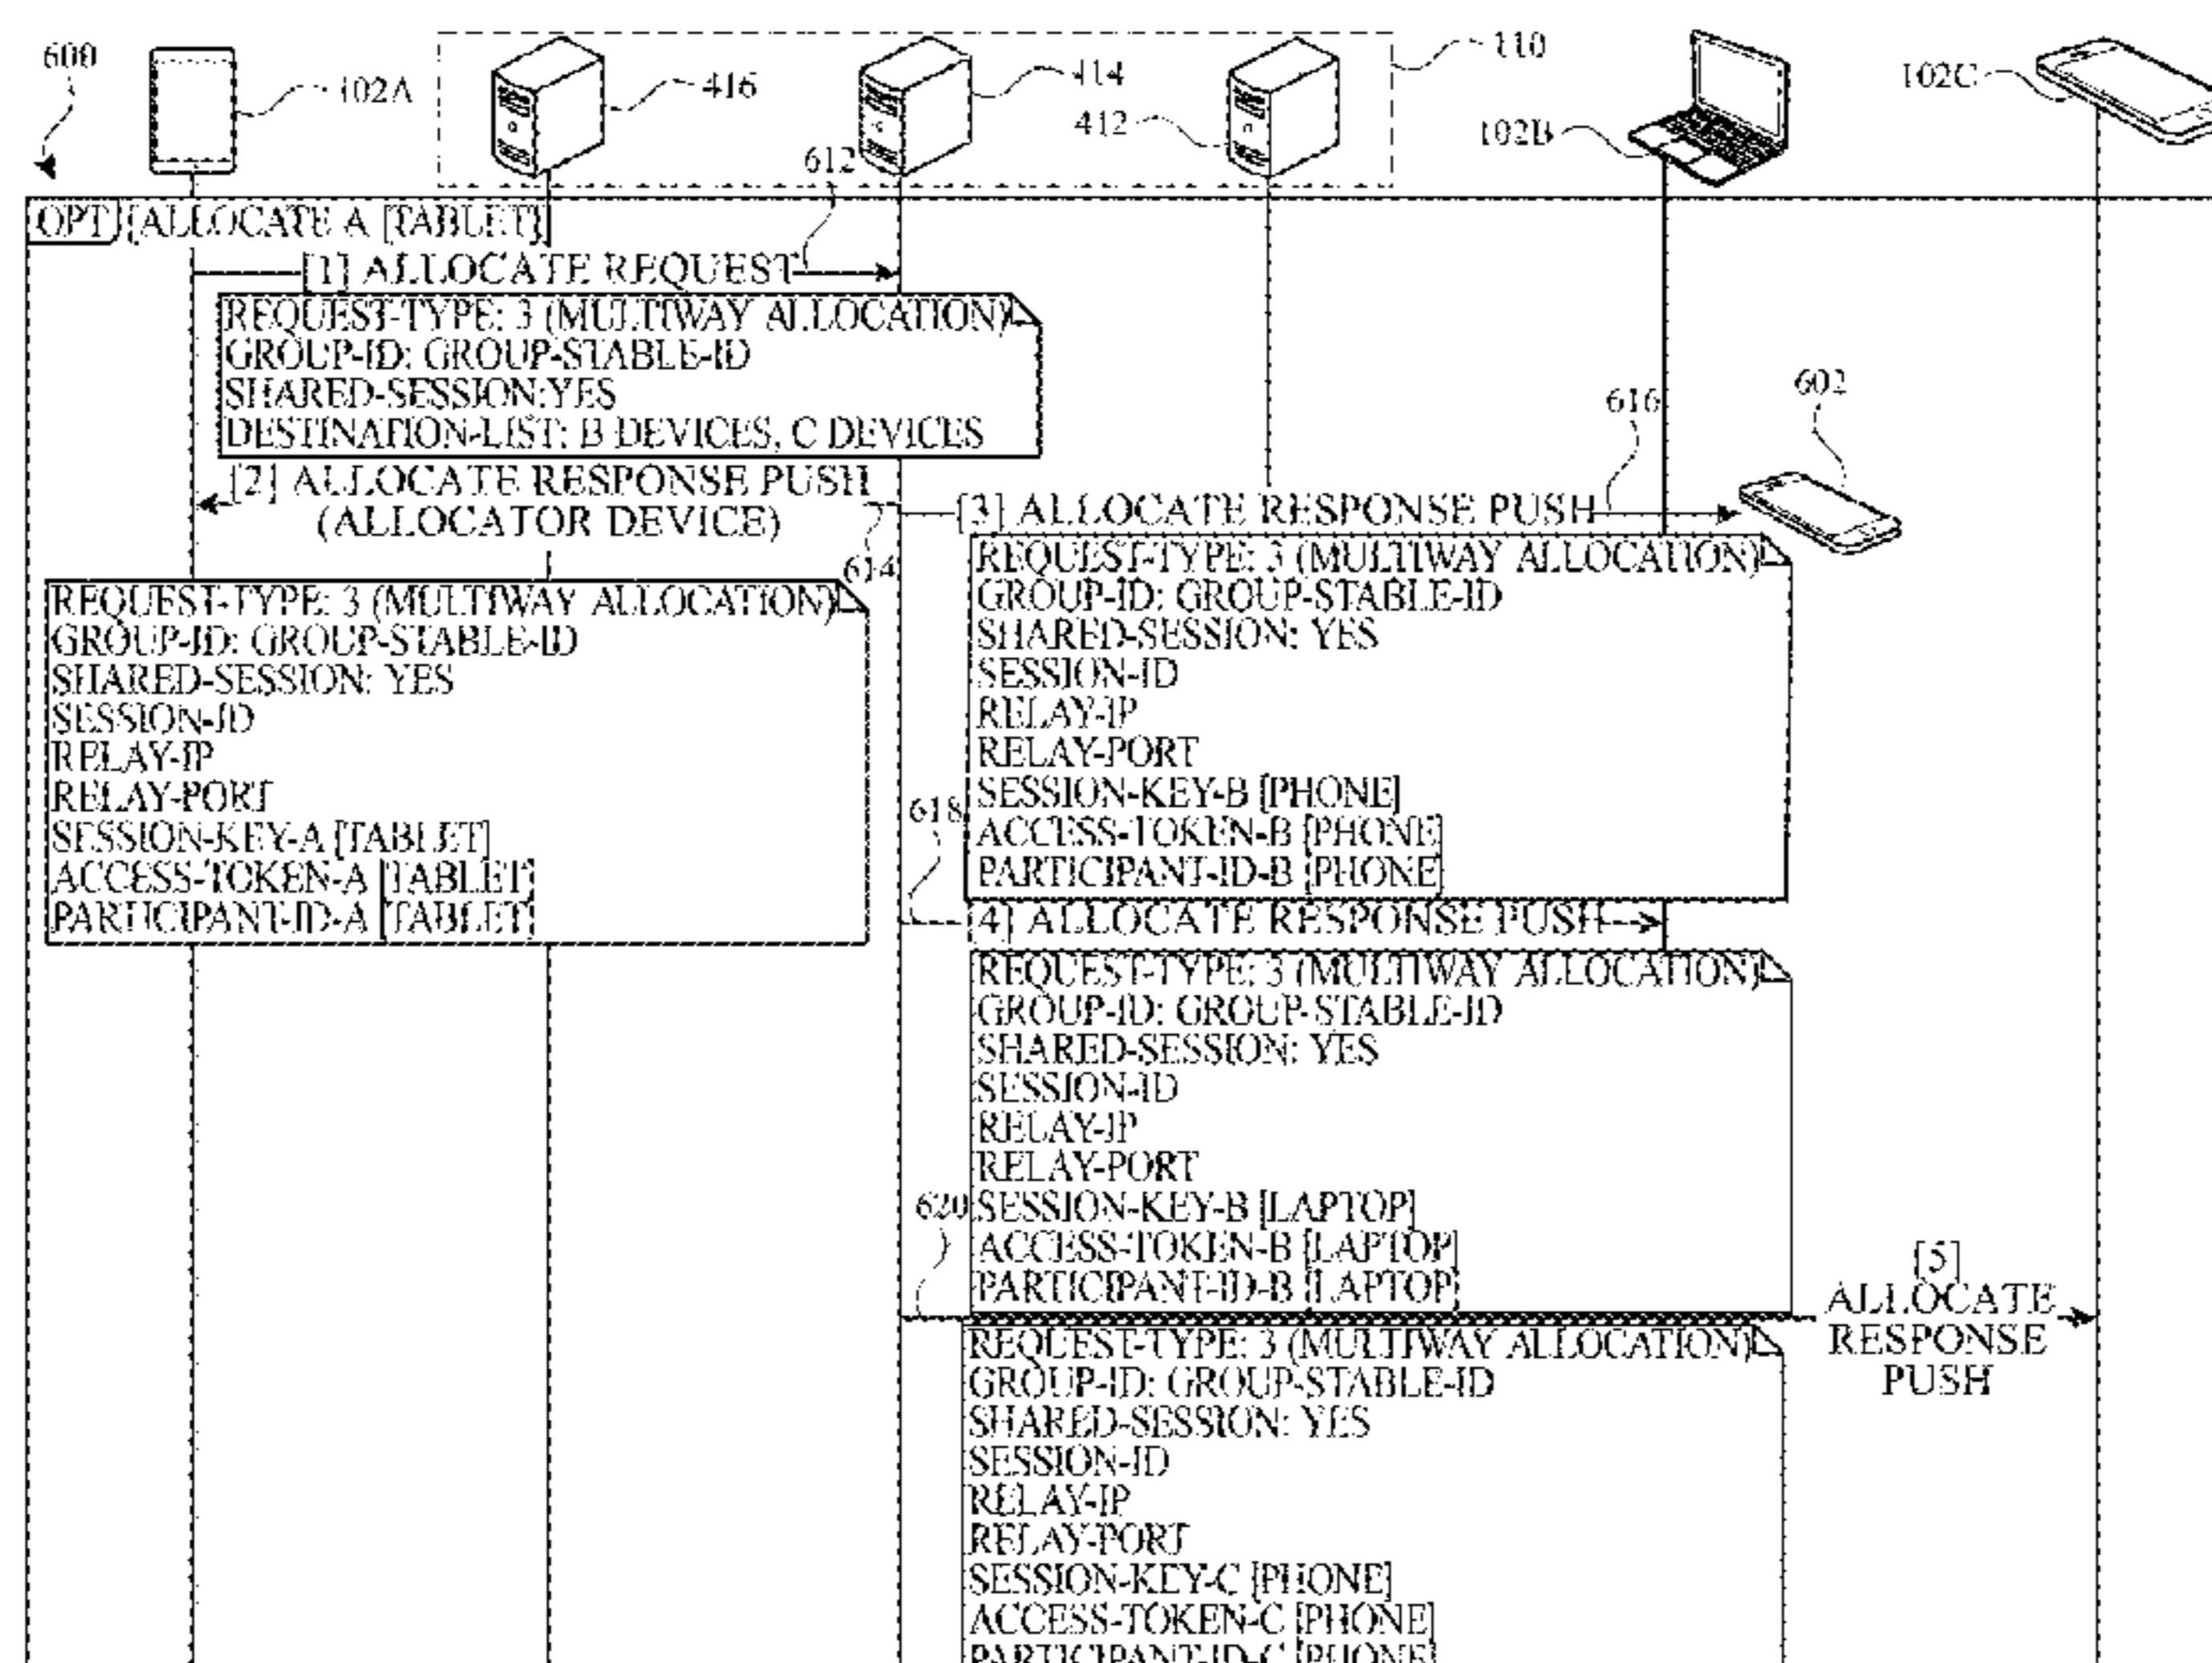 600
102A
416
414
612
412
110
102B
102C
OPT [ALLOCATE A [TABLET]
[1] ALLOCATE REQUEST
REQUEST-TYPE: 3 (MULTIWAY ALLOCATION)
GROUP-ID: GROUP-STABLE-ID
SHARED-SESSION:YES
DESTINATION-LIST: B DEVICES, C DEVICES
616
602
[2] ALLOCATE RESPONSE PUSH
(ALLOCATOR DEVICE)
614
REQUEST-TYPE: 3 (MULTIWAY ALLOCATION)
GROUP-ID: GROUP-STABLE-ID
SHARED-SESSION: YES
SESSION-ID
RELAY-IP
RELAY-PORT
SESSION-KEY-A [TABLET]
ACCESS-TOKEN-A [TABLET]
PARTICIPANT-ID-A [TABLET]
[3] ALLOCATE RESPONSE PUSH
REQUEST-TYPE: 3 (MULTIWAY ALLOCATION)
GROUP-ID: GROUP-STABLE-ID
SHARED-SESSION: YES
SESSION-ID
RELAY-IP
RELAY-PORT
SESSION-KEY-B [PHONE]
ACCESS-TOKEN-B [PHONE]
PARTICIPANT-ID-B [PHONE]
618
[4] ALLOCATE RESPONSE PUSH
REQUEST-TYPE: 3 (MULTIWAY ALLOCATION)
GROUP-ID: GROUP-STABLE-ID
SHARED-SESSION: YES
SESSION-ID
RELAY-IP
RELAY-PORT
SESSION-KEY-B [LAPTOP]
ACCESS-TOKEN-B [LAPTOP]
PARTICIPANT-ID-B [LAPTOP]
620
[5]
ALLOCATE
RESPONSE
PUSH
REQUEST-TYPE: 3 (MULTIWAY ALLOCATION)
GROUP-ID: GROUP-STABLE-ID
SHARED-SESSION: YES
SESSION-ID
RELAY-IP
RELAY-PORT
SESSION-KEY-C [PHONE]
ACCESS-TOKEN-C [PHONE]
PARTICIPANT-ID-C [PHONE]